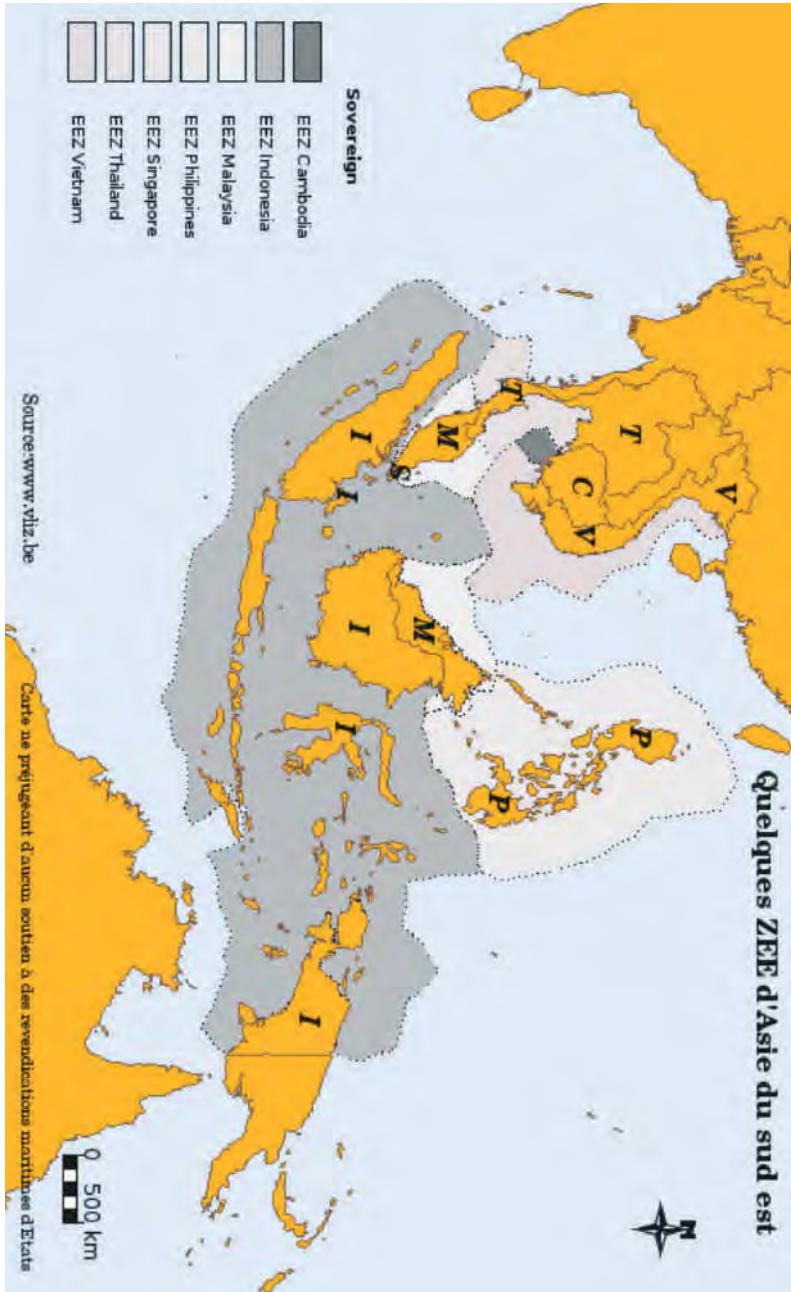 Quelques ZEE d'Asie du sud est
N
V
T
C
V
T
M
S
I
I
M
I
I
P
P
I
Sovereign
EEZ Cambodia
EEZ Indonesia
EEZ Malaysia
EEZ Philippines
EEZ Singapore
EEZ Thailand
EEZ Vietnam
0 500 km
Source:www.vliz.be
Carte ne préjugeant d'aucun soutien à des revendications maritimes d'Etats